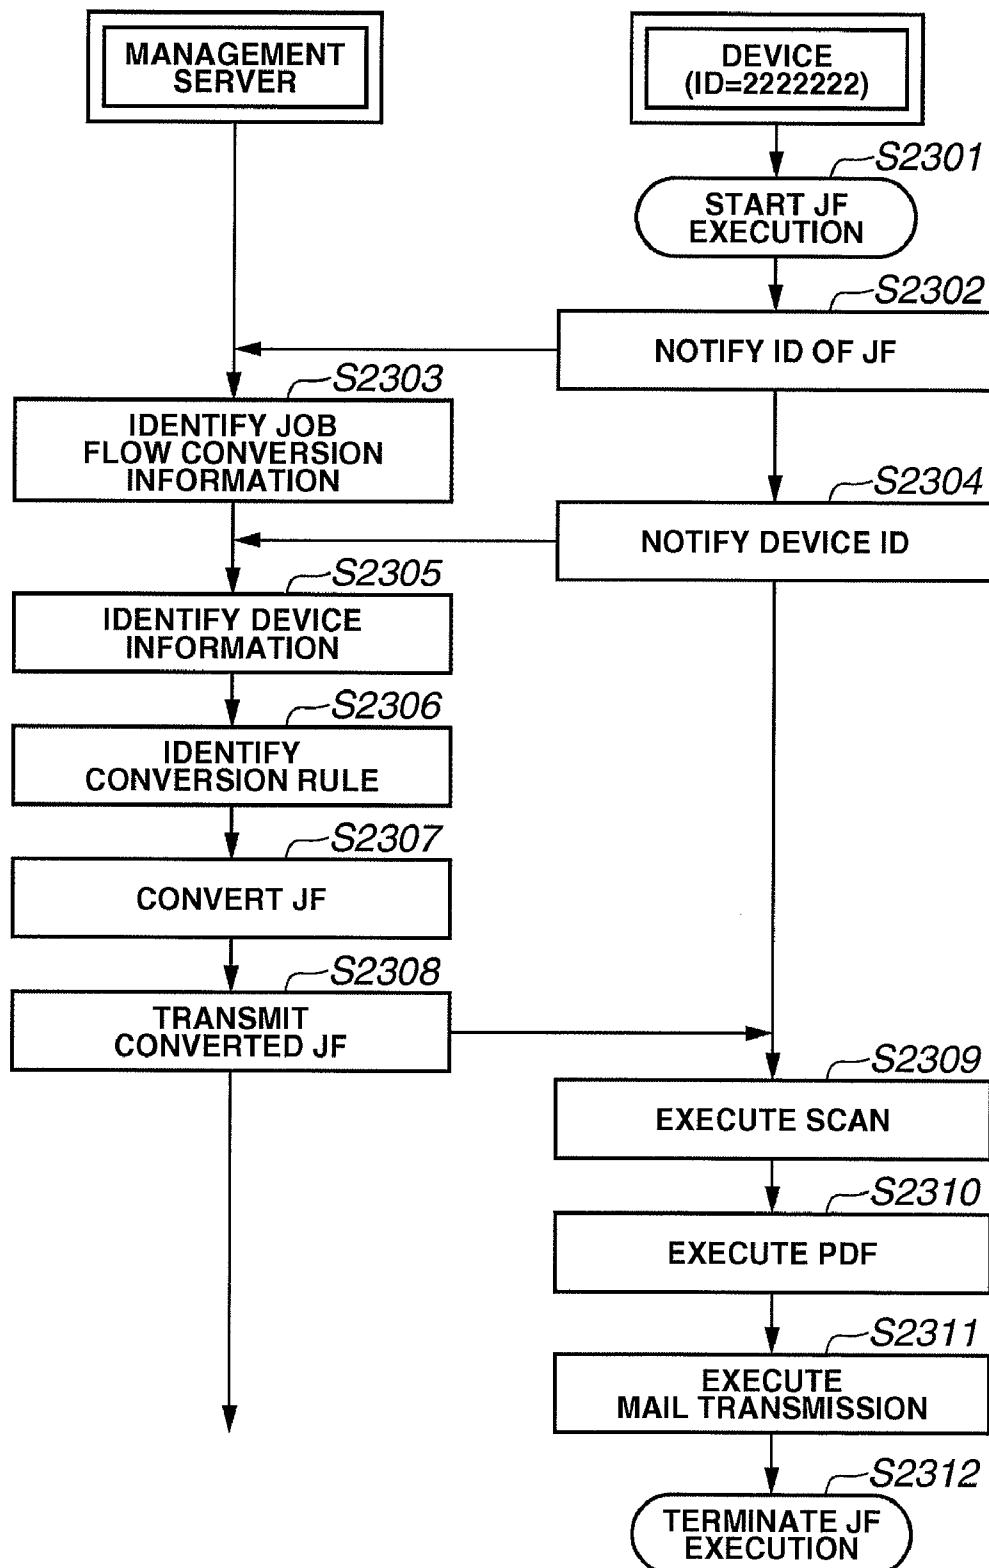 MANAGEMENT
SERVER
DEVICE
(ID=2222222)
S2301
START JF
EXECUTION
S2302
NOTIFY ID OF JF
S2303
IDENTIFY JOB
FLOW CONVERSION
INFORMATION
S2304
NOTIFY DEVICE ID
S2305
IDENTIFY DEVICE
INFORMATION
S2306
IDENTIFY
CONVERSION RULE
S2307
CONVERT JF
S2308
TRANSMIT
CONVERTED JF
S2309
EXECUTE SCAN
S2310
EXECUTE PDF
S2311
EXECUTE
MAIL TRANSMISSION
S2312
TERMINATE JF
EXECUTION